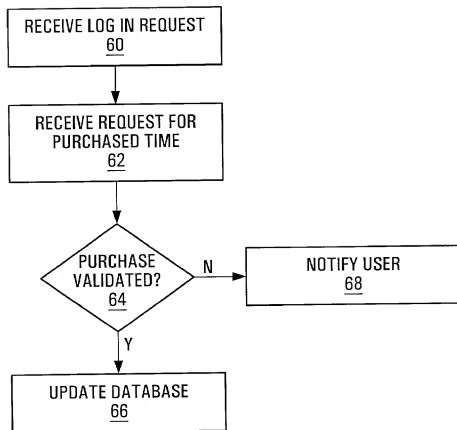 RECEIVE LOG IN REQUEST
60
RECEIVE REQUEST FOR
PURCHASED TIME
62
PURCHASE
VALIDATED?
64
N
NOTIFY USER
68
Y
UPDATE DATABASE
66